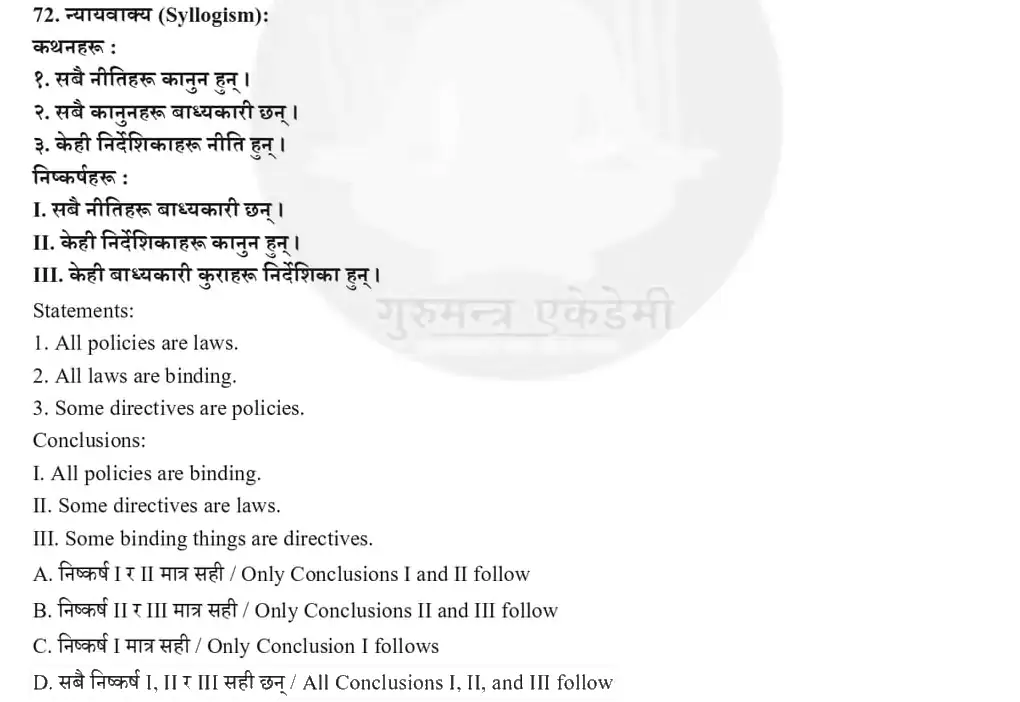 72. न्यायवाक्य (Syllogism):
कथनहरू :
१. सबै नीतिहरू कानुन हुन् ।
२. सबै कानुनहरू बाध्यकारी छन् ।
३. केही निर्देशिकाहरू नीति हुन् ।
निष्कर्षहरू :
I. सबै नीतिहरू बाध्यकारी छन् ।
II. केही निर्देशिकाहरू कानुन हुन् ।
III. केही बाध्यकारी कुराहरू निर्देशिका हुन् ।
गुरुमन्त्र एकेडेमी
Statements:
1. All policies are laws.
2. All laws are binding.
3. Some directives are policies.
Conclusions:
I. All policies are binding.
II. Some directives are laws.
III. Some binding things are directives.
A. निष्कर्ष I र II मात्र सही / Only Conclusions I and II follow
B. निष्कर्ष II र III मात्र सही / Only Conclusions II and III follow
C. निष्कर्ष I मात्र सही / Only Conclusion I follows
D. सबै निष्कर्ष I, II र III सही छन् / All Conclusions I, II, and III follow